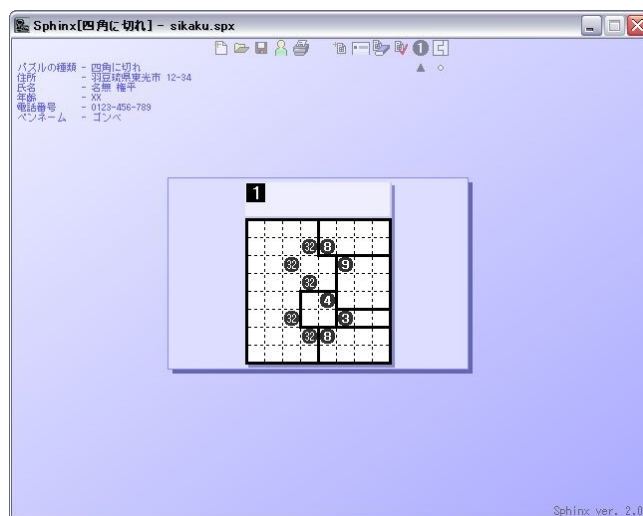 Sphinx[四角に切れ] - sikaku.spx
1
パズルの種類 - 四角に切れ
住所 - 羽豆琉県東光市 12-34
氏名 - 名無 権平
年齢 - XX
電話番号 - 0123-456-789
ペンネーム - ゴンベ
1
32 8
32 9
32
4
32 3
32 8
Sphinx ver. 2.0